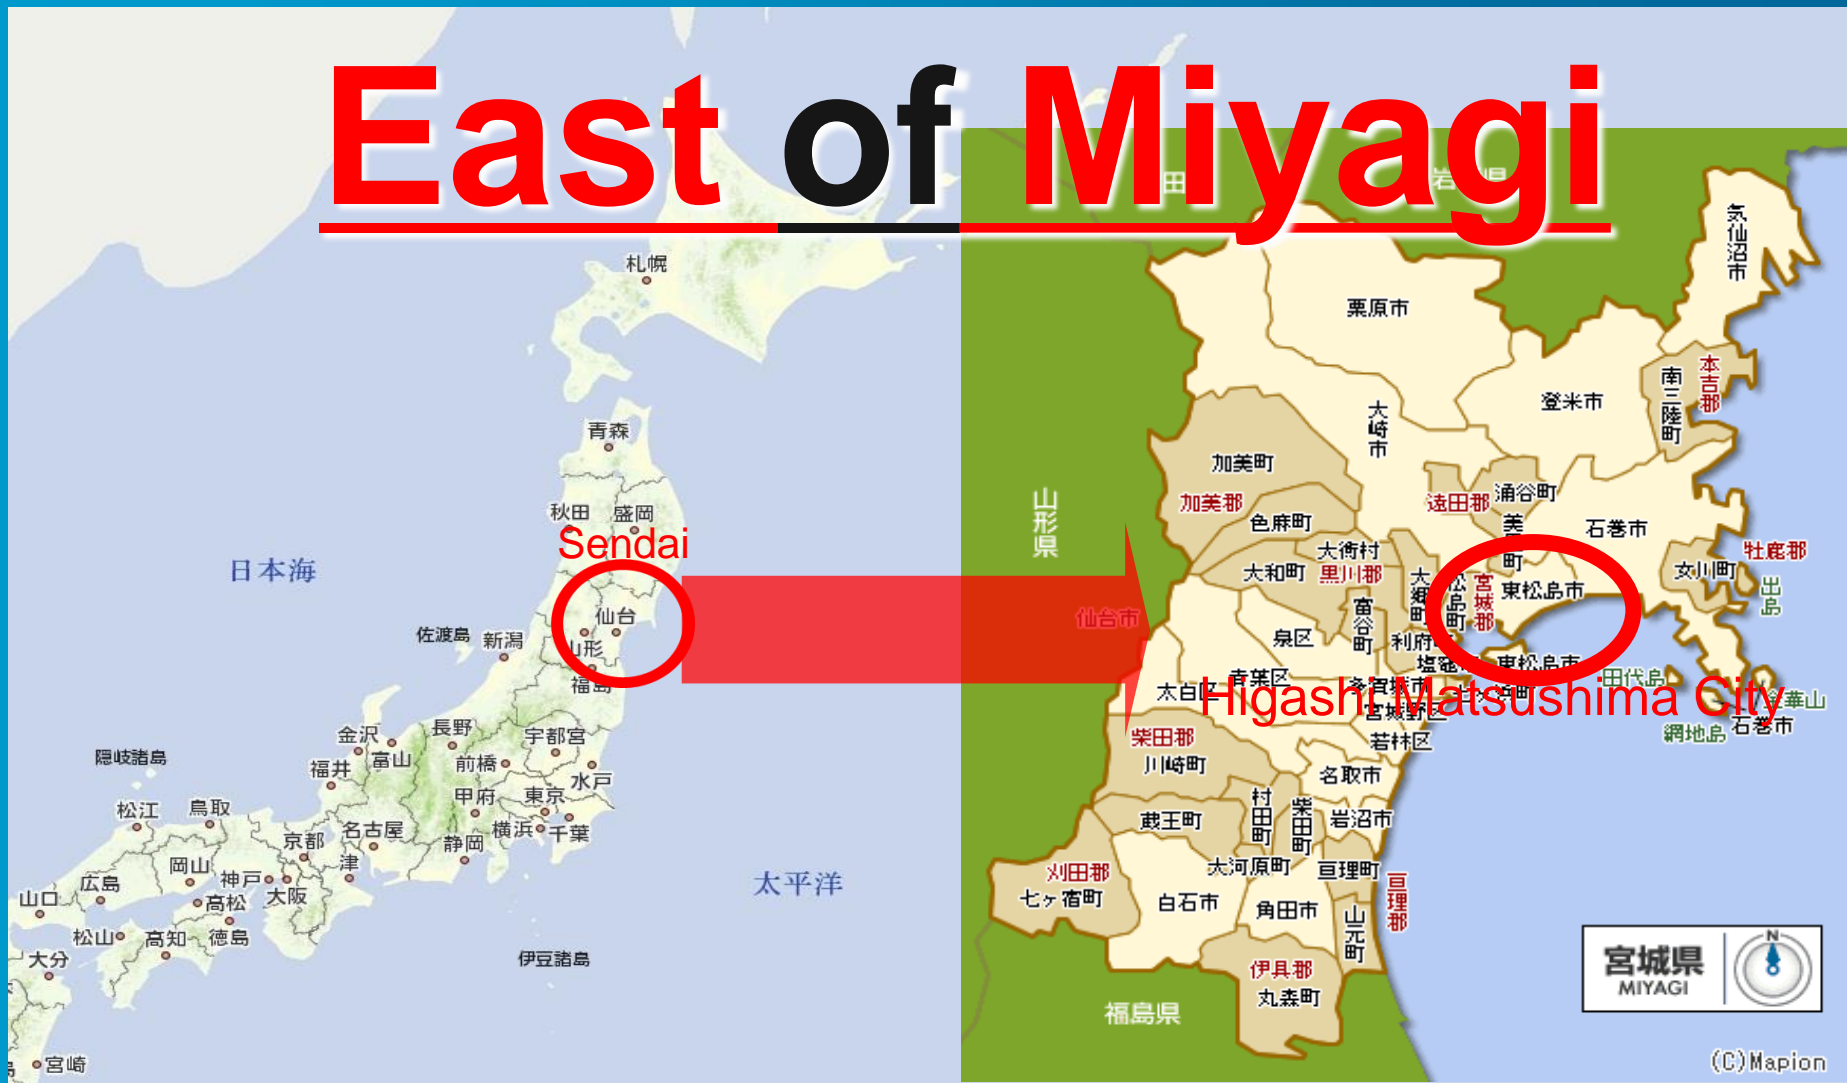 East of Miyagi
札幌
青森
秋田
盛岡
Sendai
日本海
仙台
山形
佐渡島
新潟
福島
金沢
富山
長野
宇都宮
隠岐諸島
福井
前橋
水戸
松江
鳥取
甲府
東京
京都
名古屋
静岡
横浜
千葉
岡山
津
広島
神戸
大阪
山口
高松
太平洋
松山
高知
徳島
大分
伊豆諸島
宮崎
気仙沼市
栗原市
本吉郡
南三陸町
登米市
大崎市
加美町
加美郡
遠田郡
涌谷町
色麻町
石巻市
山形県
大衡村
大和町
黒川郡
牡鹿郡
女川町
出島
松島町
宮城郡
東松島市
仙台市
富谷町
泉区
東松島市
田代島
青葉区
太白区
Higashi Matsushima City
宮城野区
石巻市
網地島
若林区
柴田郡
川崎町
名取市
村田町
柴田町
蔵王町
岩沼市
大河原町
亘理町
亘理郡
刈田郡
七ヶ宿町
白石市
角田市
山元町
伊具郡
丸森町
福島県
宮城県
MIYAGI
N
(C)Mapion